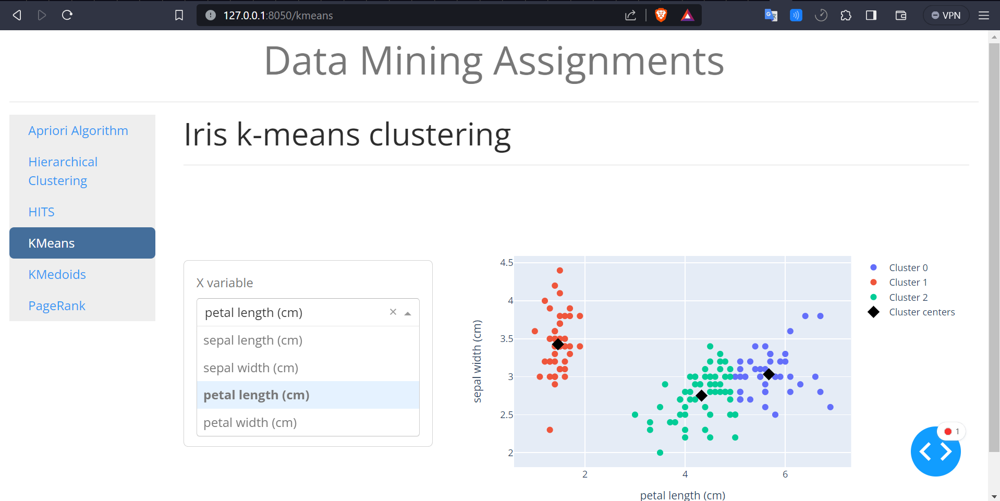 127.0.0.1:8050/kmeans
VPN
Data Mining Assignments
Apriori Algorithm
Hierarchical
Clustering
HITS
KMeans
KMedoids
PageRank
Iris k-means clustering
X variable
petal length (cm)
sepal length (cm)
sepal width (cm)
petal length (cm)
petal width (cm)
4.5
4
3.5
3
2.5
2
sepal width (cm)
2
4
6
petal length (cm)
Cluster 0
Cluster 1
Cluster 2
Cluster centers
1